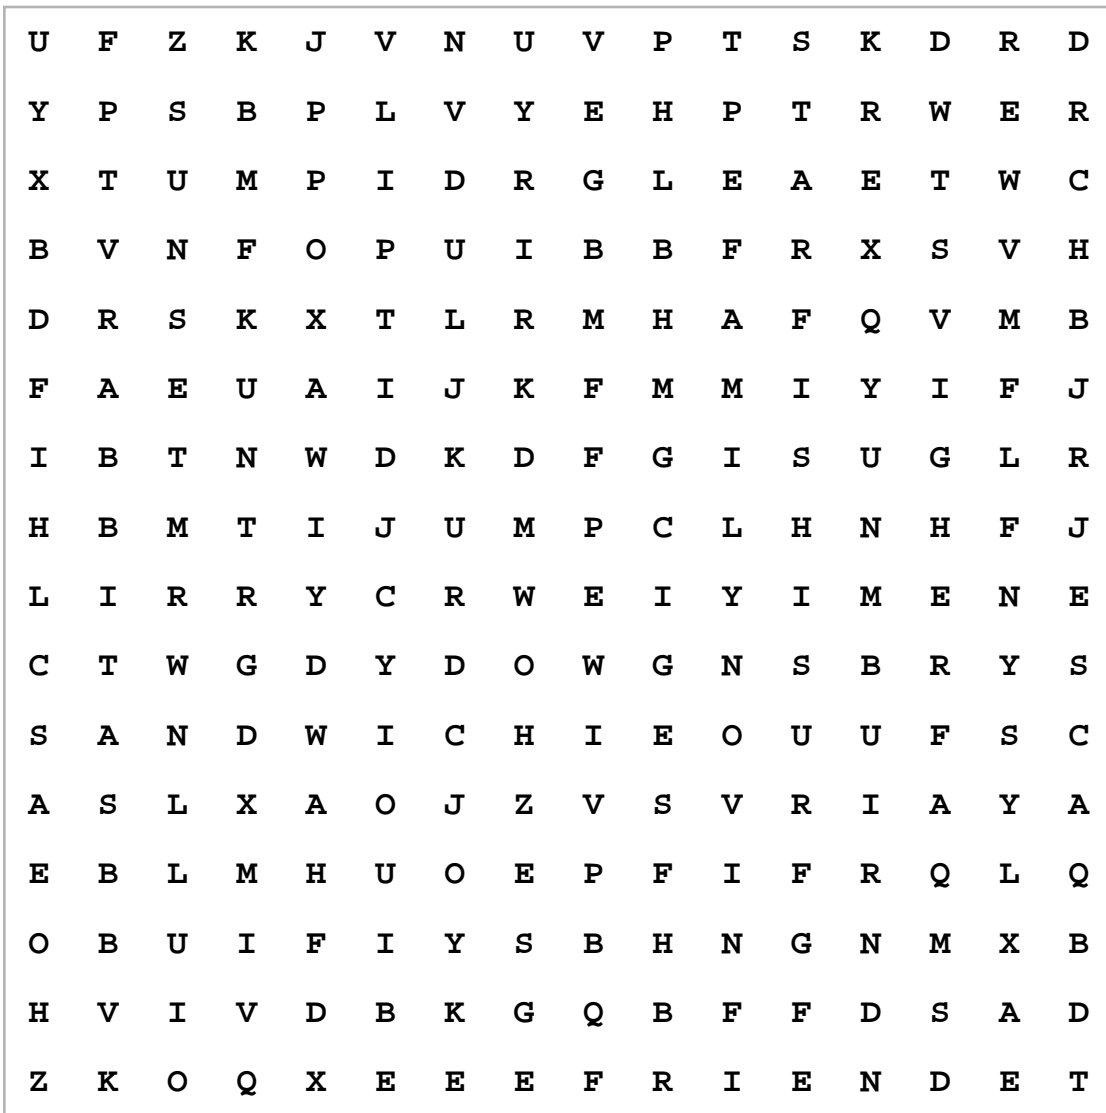 U F Z K J V N U V P T S K D R D
Y P S B P L V Y E H P T R W E R
X T U M P I D R G L E A E T W C
B V N F O P U I B B F R X S V H
D R S K X T L R M H A F Q V M B
F A E U A I J K F M M I Y I F J
I B T N W D K D F G I S U G L R
H B M T I J U M P C L H N H F J
L I R R Y C R W E I Y I M E N E
C T W G D Y D O W G N S B R Y S
S A N D W I C H I E O U U F S C
A S L X A O J Z V S V R I A Y A
E B L M H U O E P F I F R Q L Q
O B U I F I Y S B H N G N M X B
H V I V D B K G Q B F F D S A D
Z K O Q X E E E F R I E N D E T